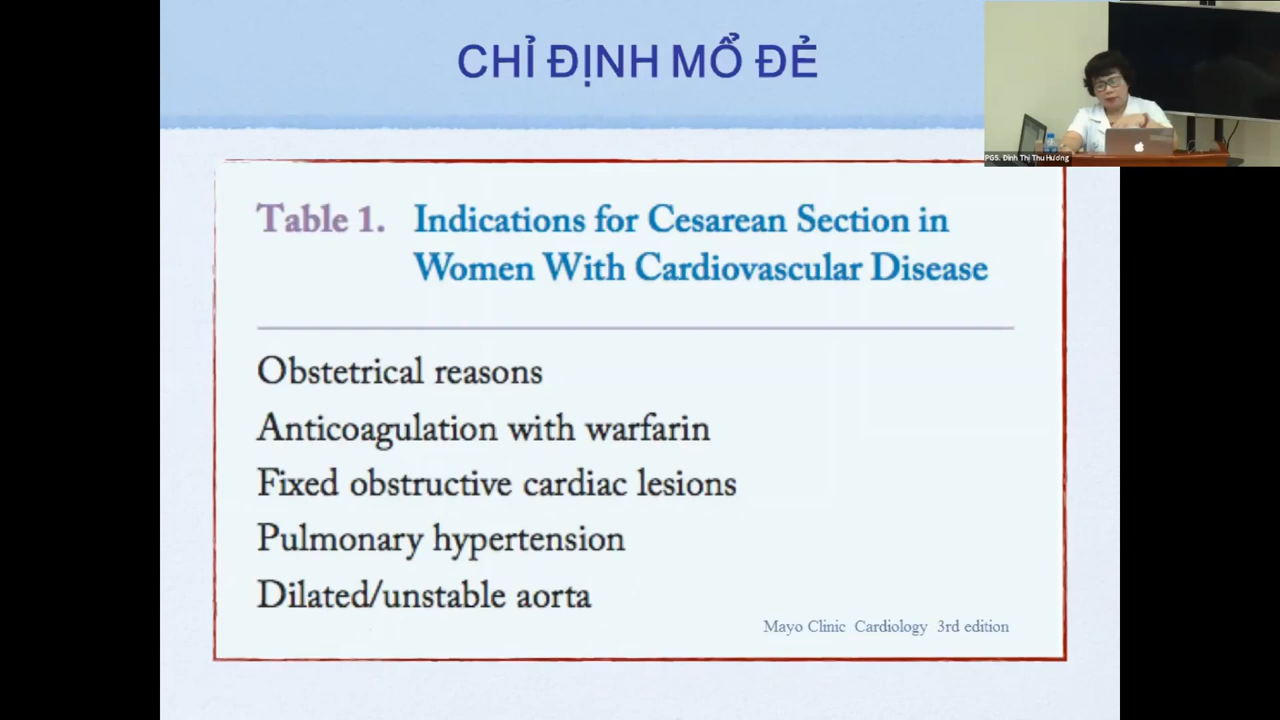 CHỈ ĐỊNH MỔ ĐẺ
PGS. Đinh Thị Thu Hương
Table 1. Indications for Cesarean Section in
Women With Cardiovascular Disease
Obstetrical reasons
Anticoagulation with warfarin
Fixed obstructive cardiac lesions
Pulmonary hypertension
Dilated/unstable aorta
Mayo Clinic Cardiology 3rd edition